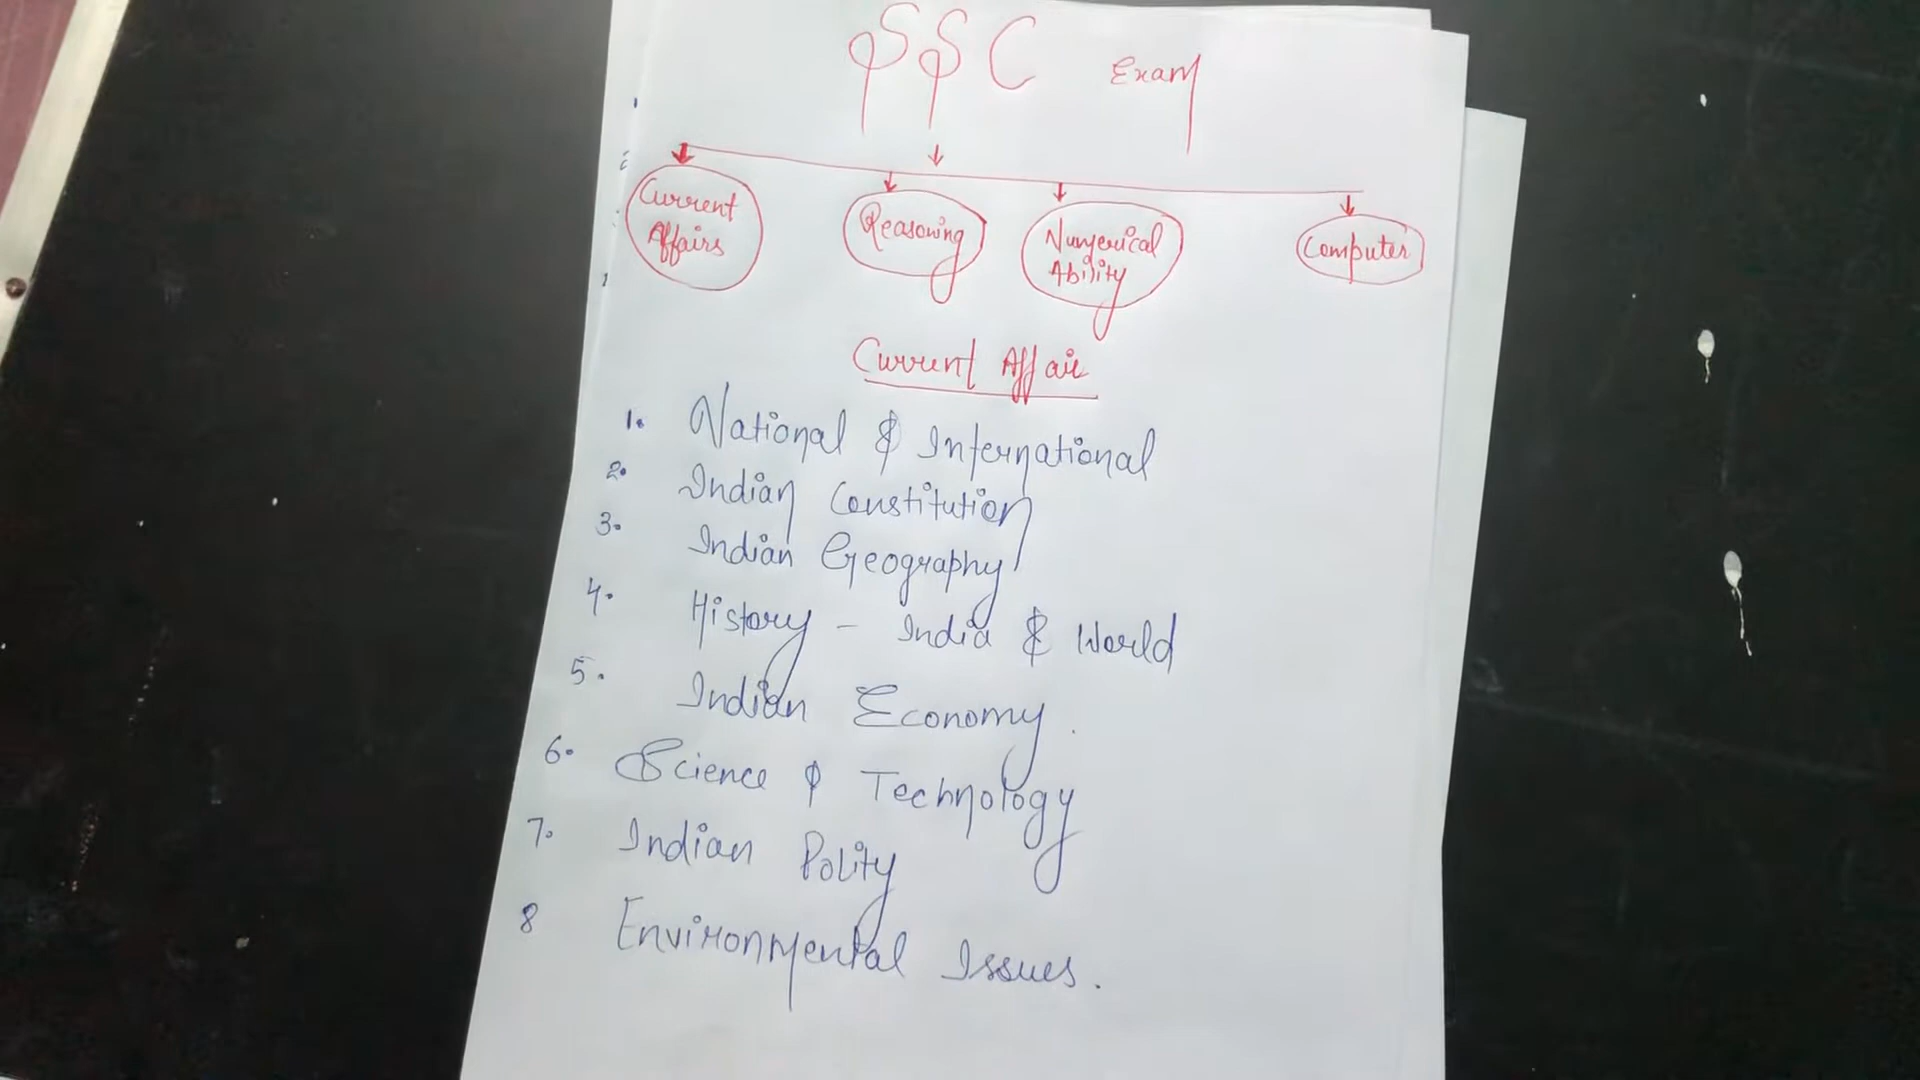 SSC Exam
Current Affairs
Reasoning
Numerical Ability
Computer
Current Affair
1. National & International
2. Indian Constitution
3. Indian Geography
4. History - India & World
5. Indian Economy.
6. Science & Technology
7. Indian Polity
8 Environmental Issues.